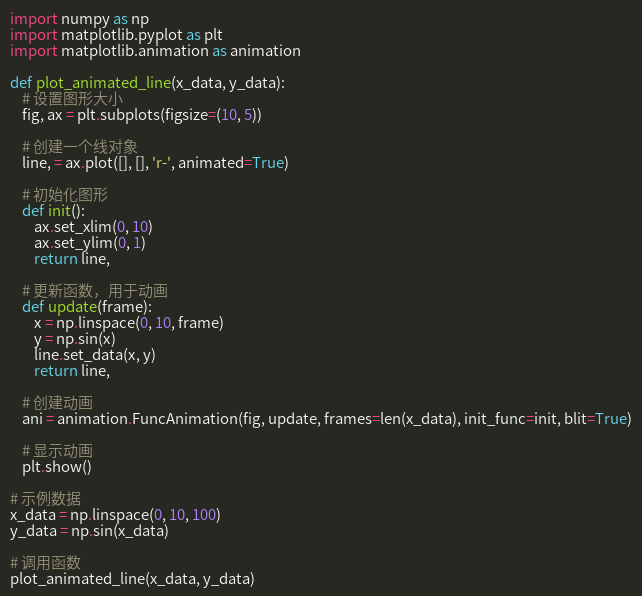 import numpy as np
import matplotlib.pyplot as plt
import matplotlib.animation as animation

def plot_animated_line(x_data, y_data):
    # 设置图形大小
    fig, ax = plt.subplots(figsize=(10, 5))

    # 创建一个线对象
    line, = ax.plot([], [], 'r-', animated=True)

    # 初始化图形
    def init():
        ax.set_xlim(0, 10)
        ax.set_ylim(0, 1)
        return line,

    # 更新函数，用于动画
    def update(frame):
        x = np.linspace(0, 10, frame)
        y = np.sin(x)
        line.set_data(x, y)
        return line,

    # 创建动画
    ani = animation.FuncAnimation(fig, update, frames=len(x_data), init_func=init, blit=True)

    # 显示动画
    plt.show()

# 示例数据
x_data = np.linspace(0, 10, 100)
y_data = np.sin(x_data)

# 调用函数
plot_animated_line(x_data, y_data)